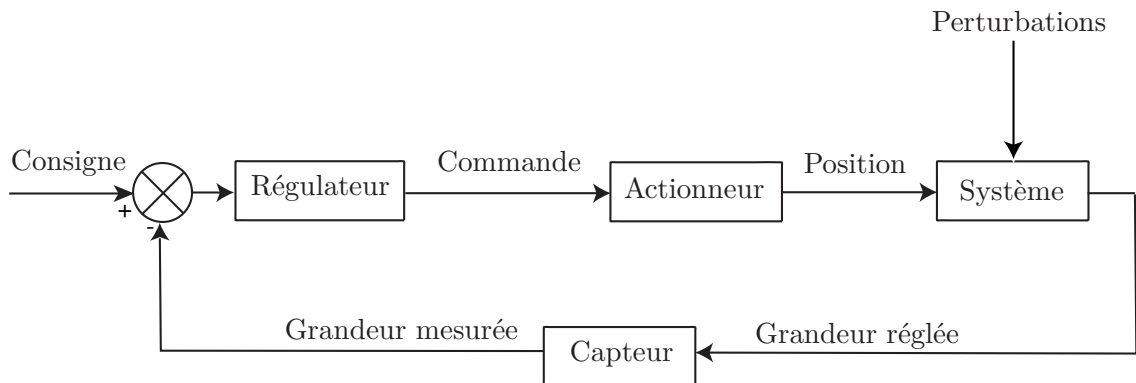 Perturbations
Consigne
Régulateur
Commande
Actionneur
Position
Système
+
-
Grandeur mesurée
Capteur
Grandeur réglée